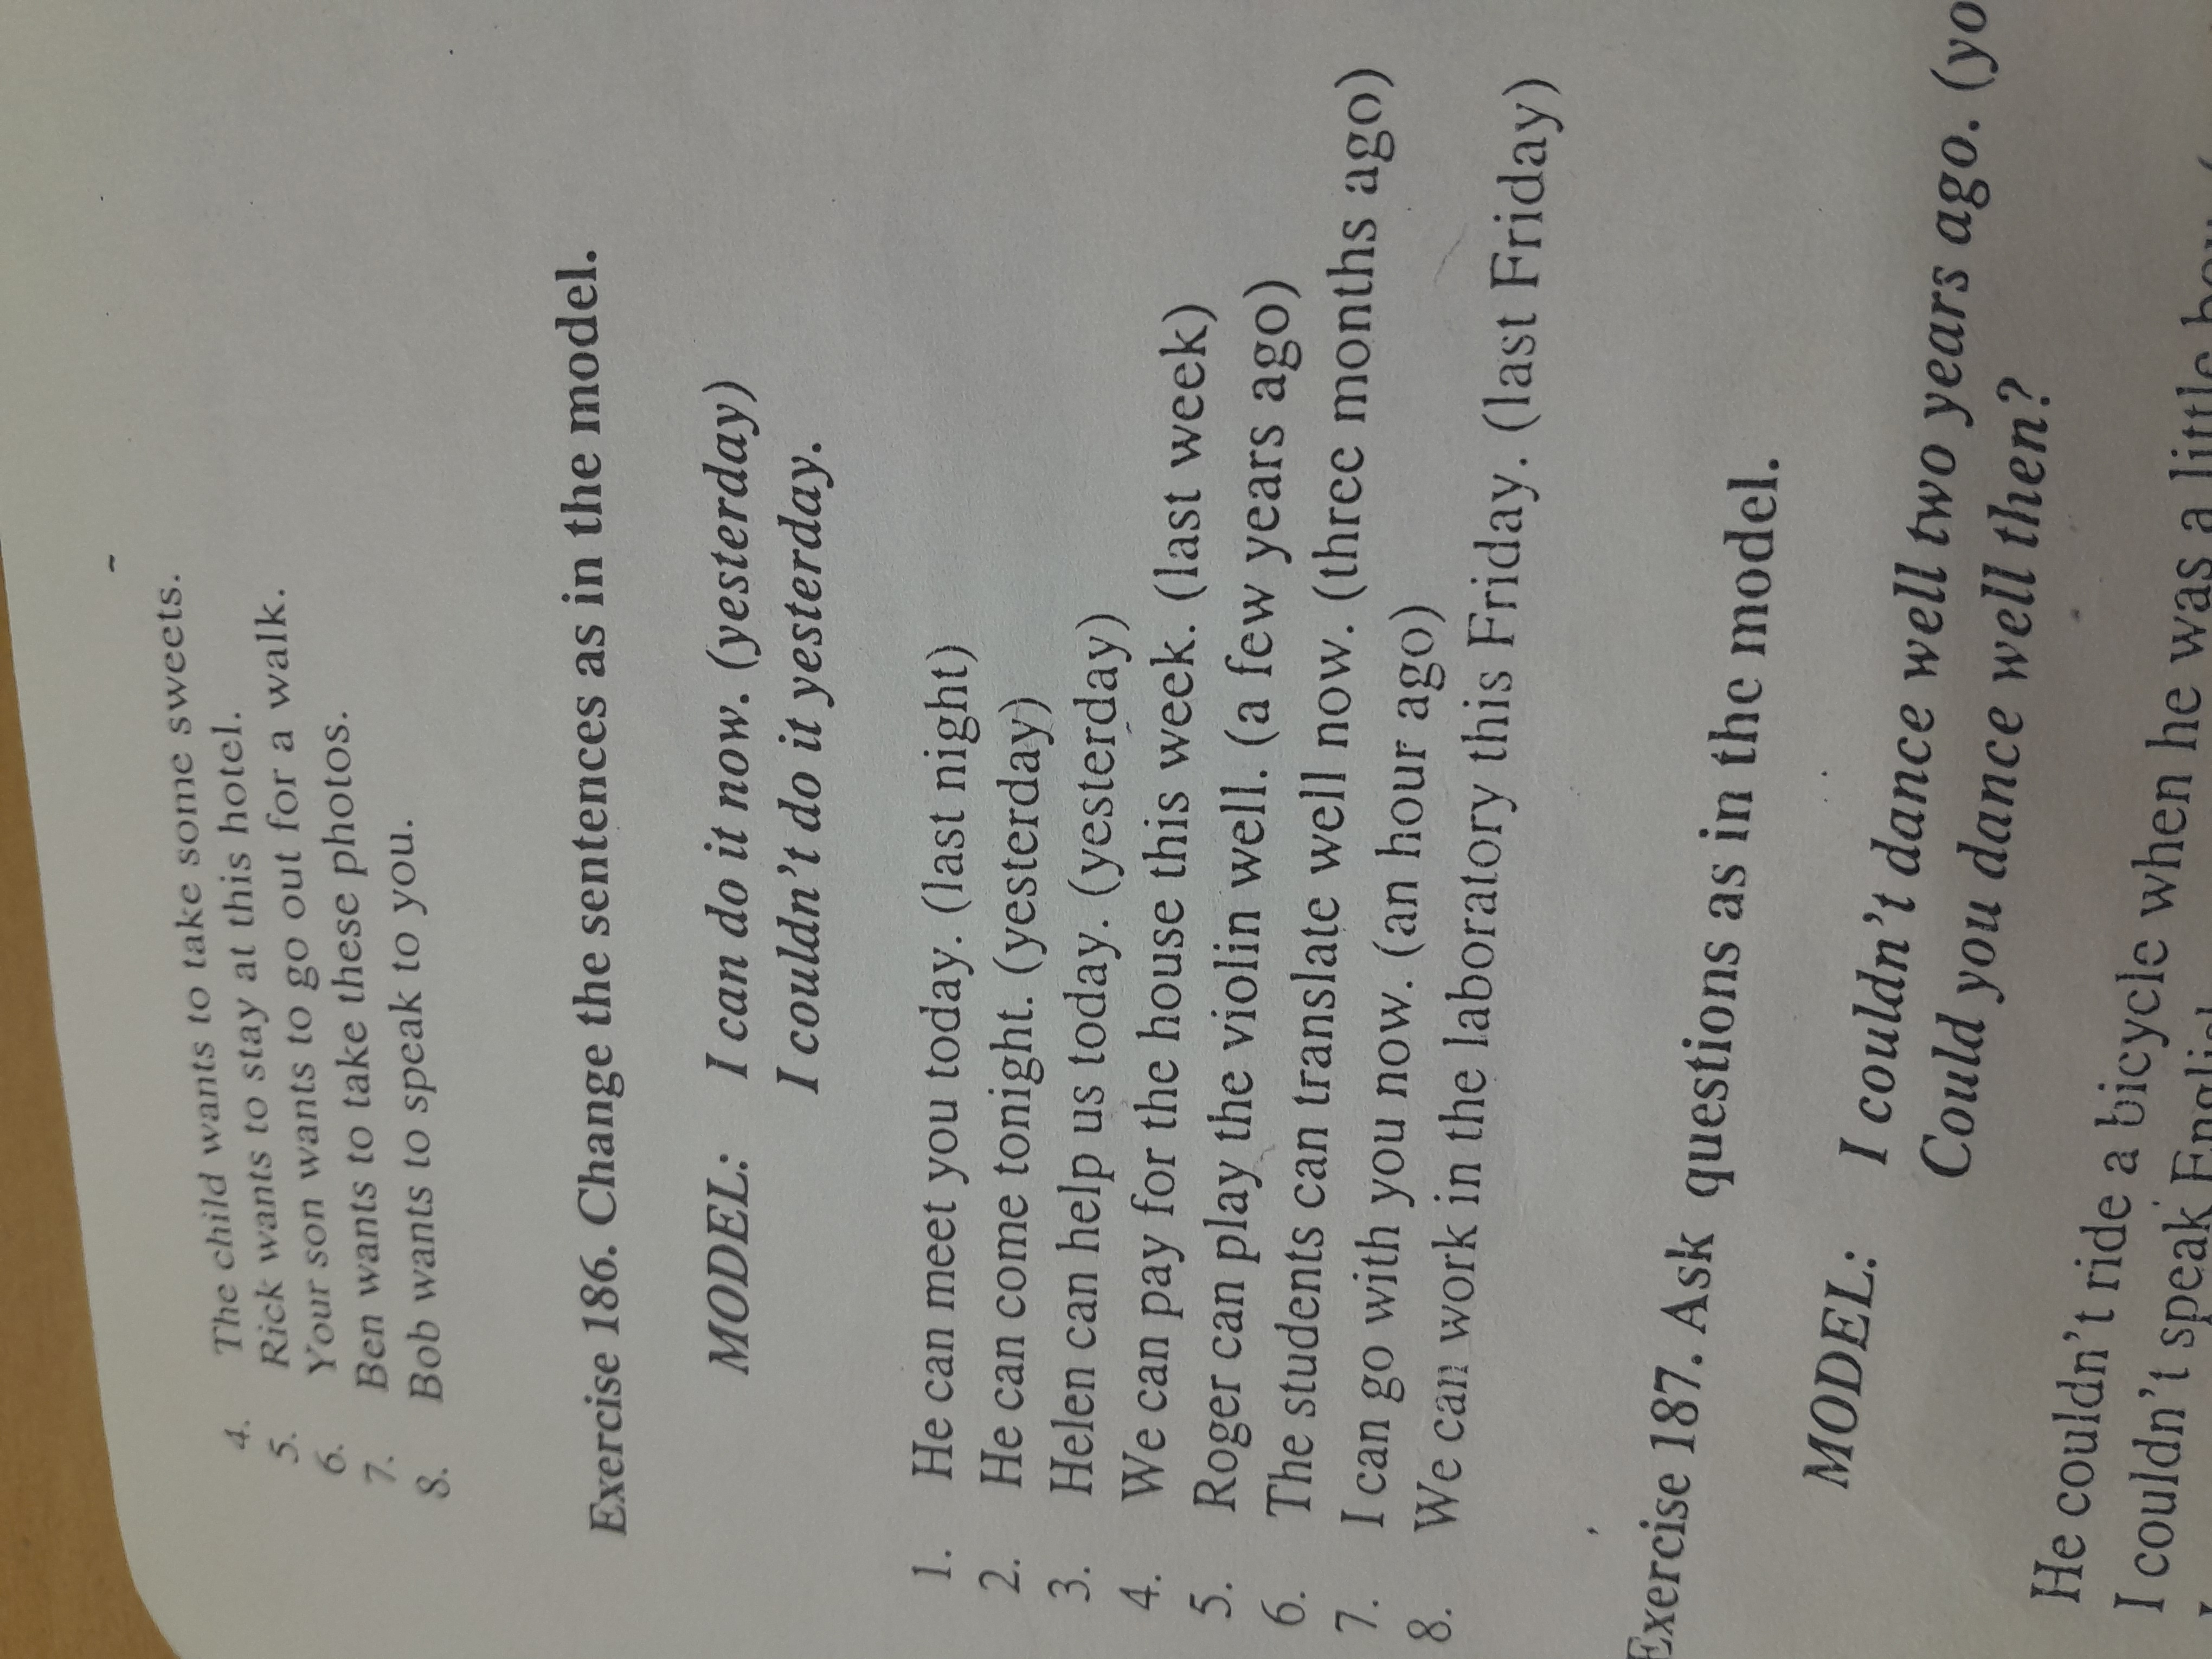 4. The child wants to take some sweets.
5. Rick wants to stay at this hotel.
6. Your son wants to go out for a walk.
7. Ben wants to take these photos.
8. Bob wants to speak to you.
Exercise 186. Change the sentences as in the model.
MODEL: I can do it now. (yesterday)
I couldn't do it yesterday.
1. He can meet you today. (last night)
2. He can come tonight. (yesterday)
3. Helen can help us today. (yesterday)
4. We can pay for the house this week. (last week)
5. Roger can play the violin well. (a few years ago)
6. The students can translate well now. (three months ago)
7. I can go with you now. (an hour ago)
8. We can work in the laboratory this Friday. (last Friday)
Exercise 187. Ask questions as in the model.
MODEL: I couldn't dance well two years ago. (yo
Could you dance well then?
He couldn't ride a bicycle when he was a little
I couldn't speak